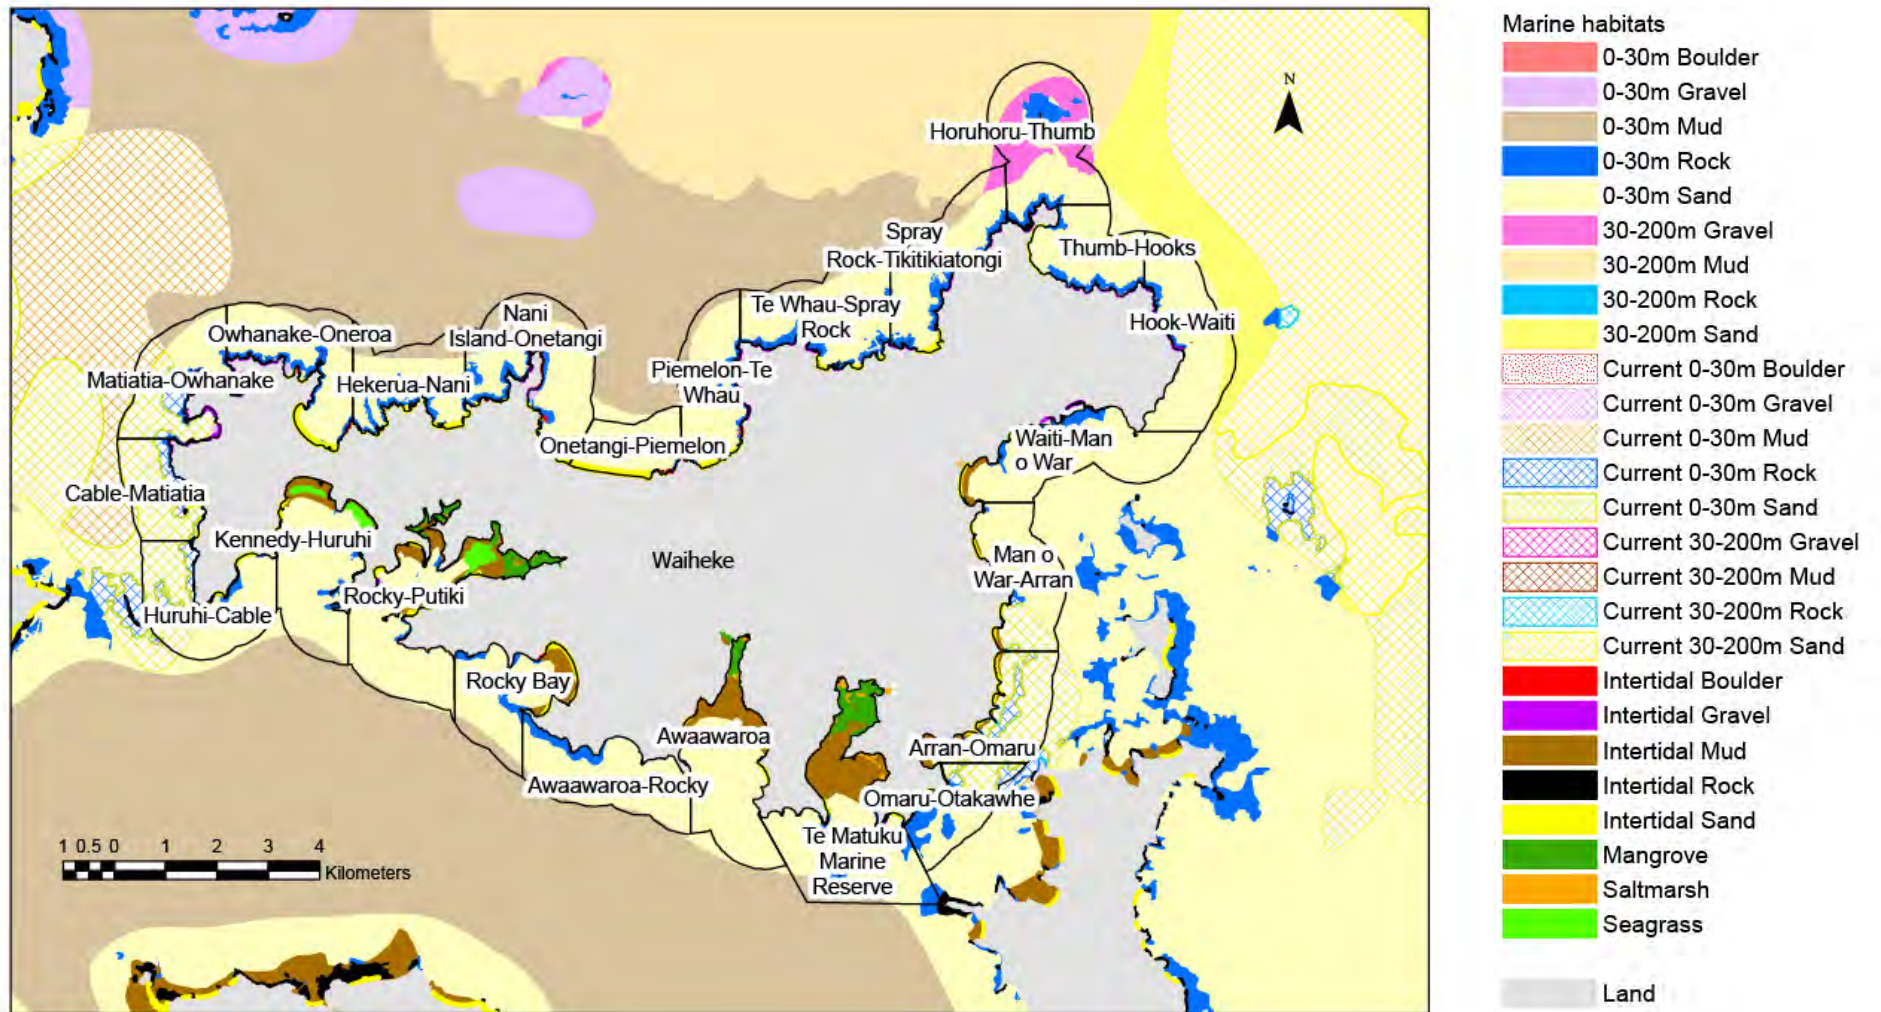 N
Horuhoru-Thumb
Spray
Rock-Tikitikiatongi
Thumb-Hooks
Te Whau-Spray
Rock
Hook-Waiti
Nani
Island-Onetangi
Owhanake-Oneroa
Matiatia-Owhanake
Hekerua-Nani
Piemelon-Te
Whau
Onetangi-Piemelon
Waiti-Man
o War
Cable-Matiatia
Kennedy-Huruhi
Waiheke
Man o
War-Arran
Rocky-Putiki
Huruhi-Cable
Rocky Bay
Awaawaroa
Arran-Omaru
Awaawaroa-Rocky
Omaru-Otakawhe
Te Matuku
Marine
Reserve
1 0.5 0 1 2 3 4
Kilometers
Marine habitats
0-30m Boulder
0-30m Gravel
0-30m Mud
0-30m Rock
0-30m Sand
30-200m Gravel
30-200m Mud
30-200m Rock
30-200m Sand
Current 0-30m Boulder
Current 0-30m Gravel
Current 0-30m Mud
Current 0-30m Rock
Current 0-30m Sand
Current 30-200m Gravel
Current 30-200m Mud
Current 30-200m Rock
Current 30-200m Sand
Intertidal Boulder
Intertidal Gravel
Intertidal Mud
Intertidal Rock
Intertidal Sand
Mangrove
Saltmarsh
Seagrass
Land